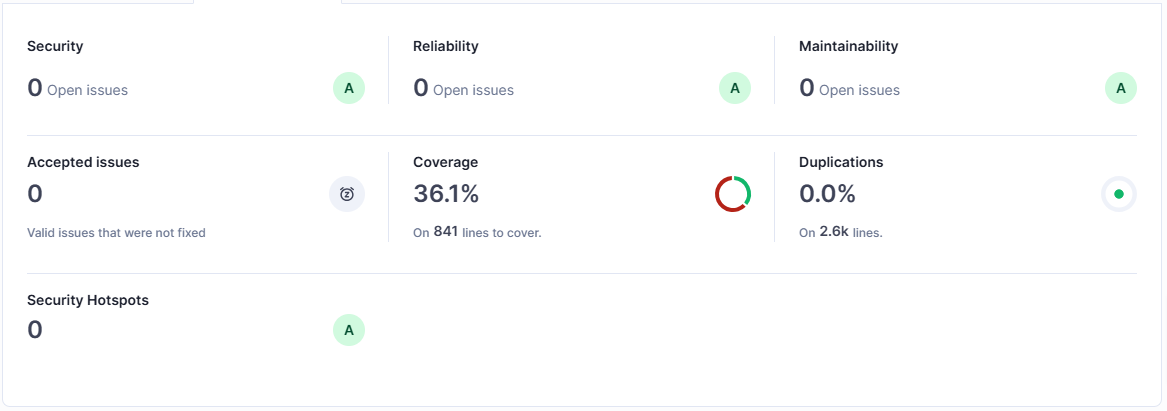 Security
0 Open issues
A
Reliability
0 Open issues
A
Maintainability
0 Open issues
A
Accepted issues
0
Valid issues that were not fixed
Coverage
36.1%
On 841 lines to cover.
Duplications
0.0%
On 2.6k lines.
Security Hotspots
0
A